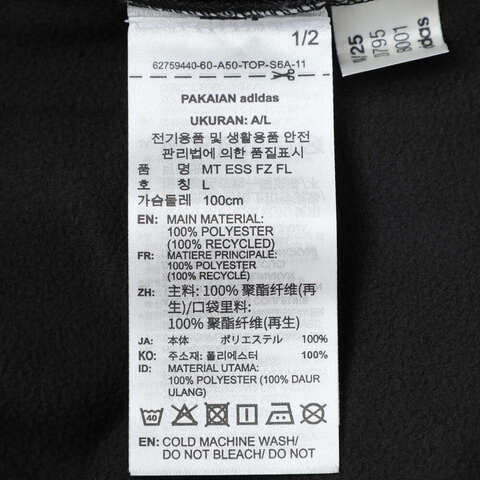 1/2
62759440-60-A50-TOP-S6A-11
PAKAIAN adidas
UKURAN: A/L
전기용품 및 생활용품 안전
관리법에 의한 품질표시
품 명 MT ESS FZ FL
호 칭 L
가슴둘레 100cm
EN: MAIN MATERIAL:
100% POLYESTER
(100% RECYCLED)
FR: MATIERE PRINCIPALE:
100% POLYESTER
(100% RECYCLÉ)
ZH: 主料: 100% 聚酯纤维(再
生)/口袋里料:
100% 聚酯纤维(再生)
JA: 本体 ポリエステル 100%
KO: 주소재: 폴리에스터 100%
ID: MATERIAL UTAMA:
100% POLYESTER (100% DAUR
ULANG)
40
EN: COLD MACHINE WASH/
DO NOT BLEACH/ DO NOT
/25
0795
8001
das